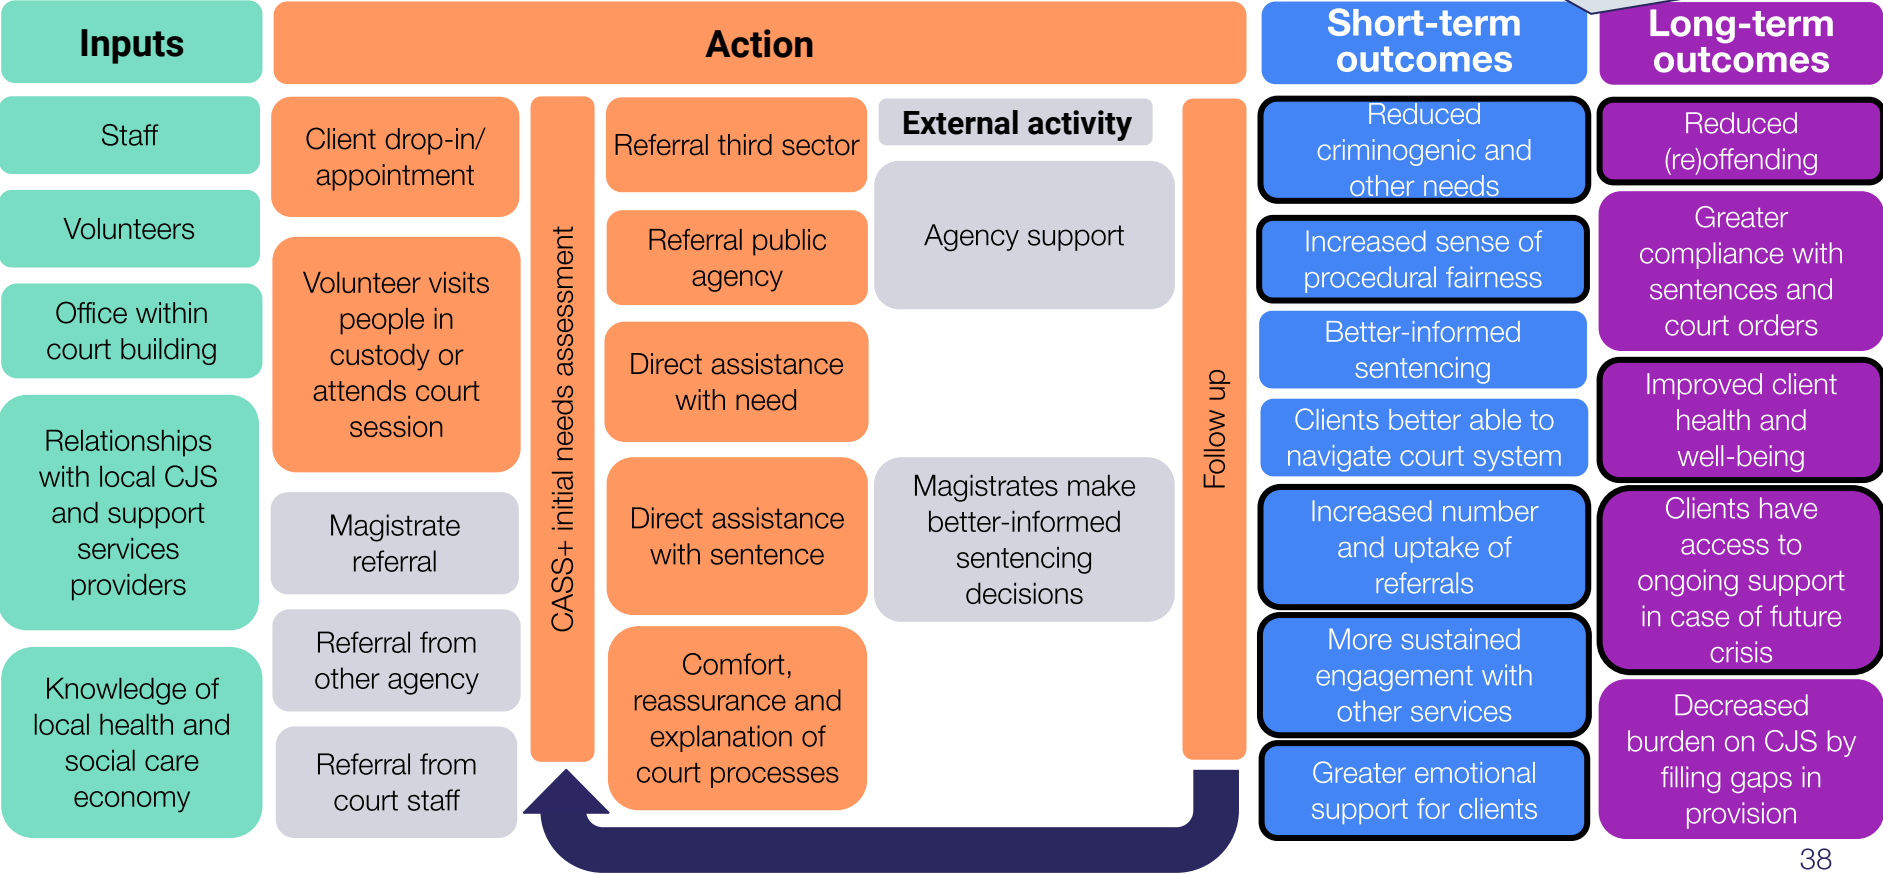 Inputs
Staff
Volunteers
Office within
court building
Relationships
with local CJS
and support
services
providers
Knowledge of
local health and
social care
economy
Action
Client drop-in/
appointment
Volunteer visits
people in
custody or
attends court
session
Magistrate
referral
Referral from
other agency
Referral from
court staff
CASS+ initial needs assessment
Referral third sector
Referral public
agency
Direct assistance
with need
Direct assistance
with sentence
Comfort,
reassurance and
explanation of
court processes
External activity
Agency support
Magistrates make
better-informed
sentencing
decisions
Follow up
Short-term
outcomes
Reduced
criminogenic and
other needs
Increased sense of
procedural fairness
Better-informed
sentencing
Clients better able to
navigate court system
Increased number
and uptake of
referrals
More sustained
engagement with
other services
Greater emotional
support for clients
Long-term
outcomes
Reduced
(re)offending
Greater
compliance with
sentences and
court orders
Improved client
health and
well-being
Clients have
access to
ongoing support
in case of future
crisis
Decreased
burden on CJS by
filling gaps in
provision
38